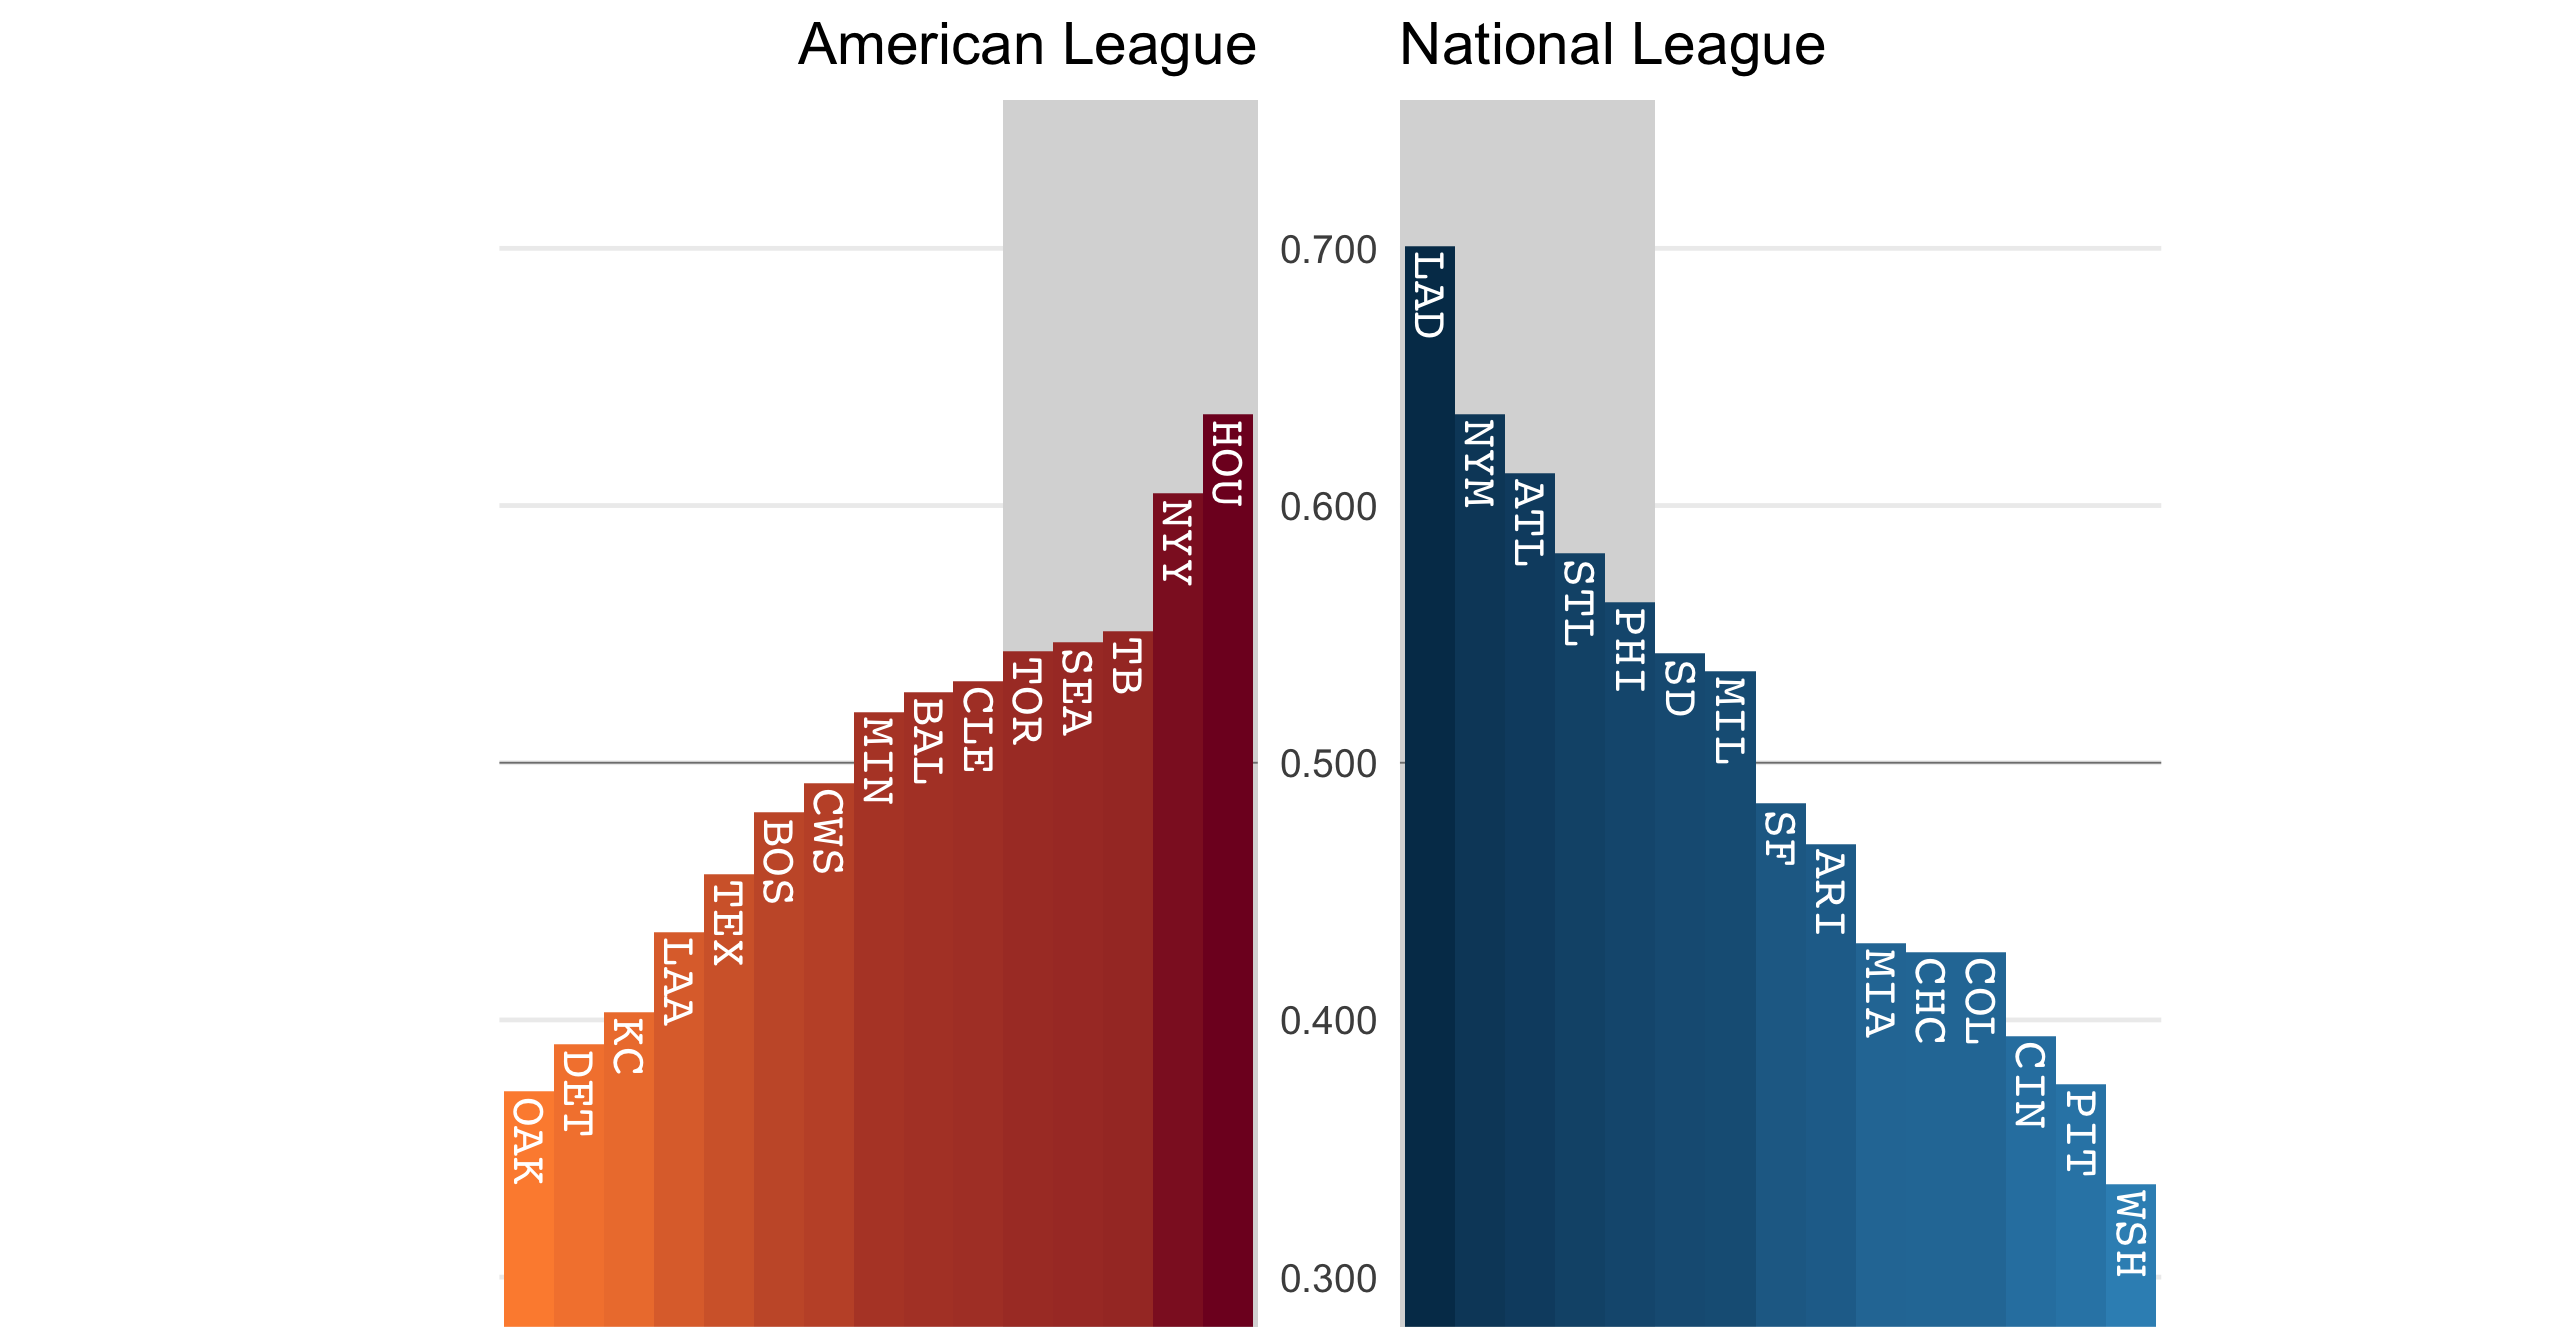 American League
National League
0.700
0.600
0.500
0.400
0.300
OAK
DET
KC
LAA
TEX
BOS
CWS
MIN
BAL
CLE
TOR
SEA
TB
NYY
HOU
LAD
NYM
ATL
STL
PHI
SD
MIL
SF
ARI
MIA
CHC
COL
CIN
PIT
WSH